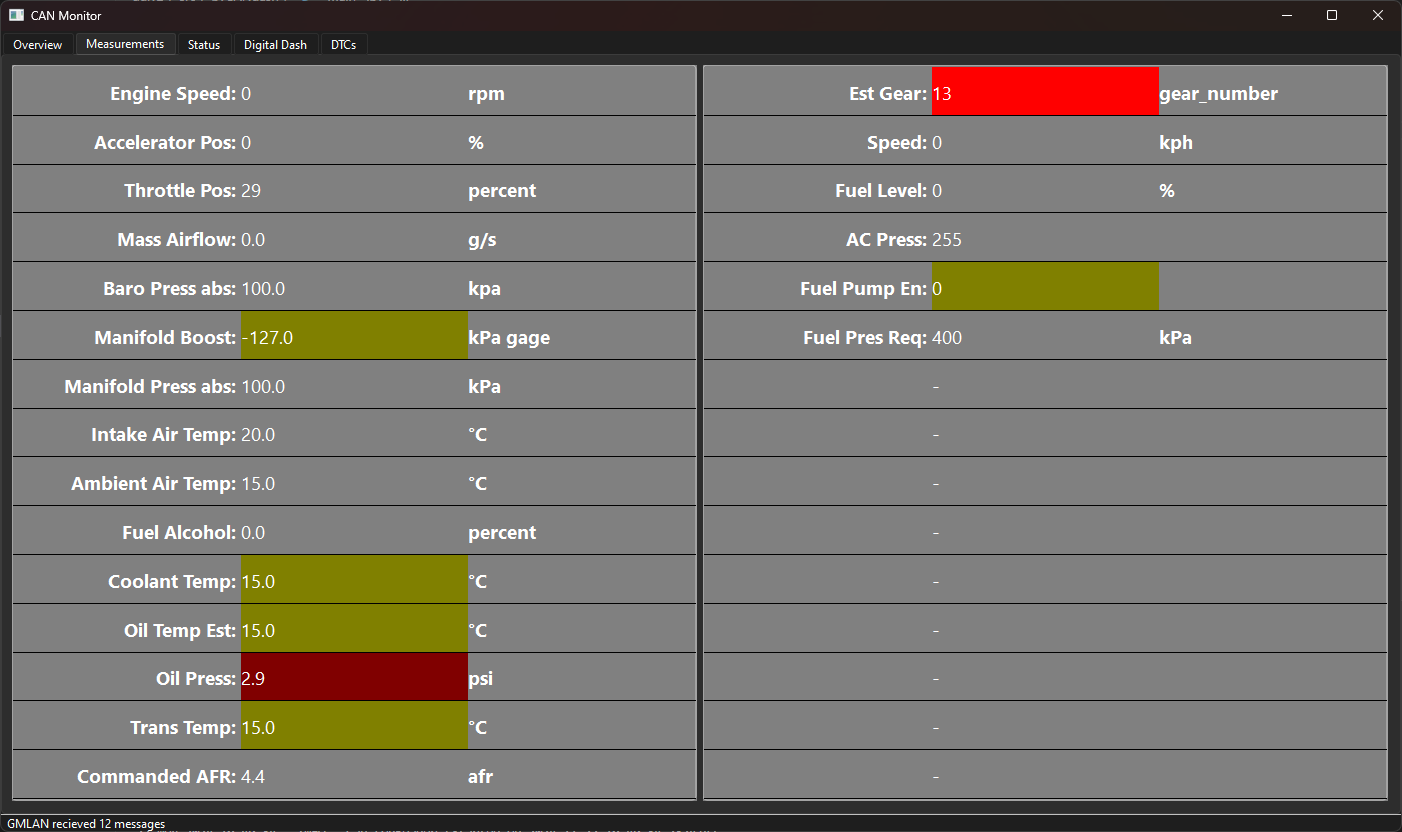 CAN Monitor
Overview Measurements Status Digital Dash DTCs
Engine Speed: 0 rpm
Accelerator Pos: 0 %
Throttle Pos: 29 percent
Mass Airflow: 0.0 g/s
Baro Press abs: 100.0 kpa
Manifold Boost: -127.0 kPa gage
Manifold Press abs: 100.0 kPa
Intake Air Temp: 20.0 °C
Ambient Air Temp: 15.0 °C
Fuel Alcohol: 0.0 percent
Coolant Temp: 15.0 °C
Oil Temp Est: 15.0 °C
Oil Press: 2.9 psi
Trans Temp: 15.0 °C
Commanded AFR: 4.4 afr
Est Gear: 13 gear_number
Speed: 0 kph
Fuel Level: 0 %
AC Press: 255
Fuel Pump En: 0
Fuel Pres Req: 400 kPa
-
-
-
-
-
-
-
-
-
GMLAN recieved 12 messages